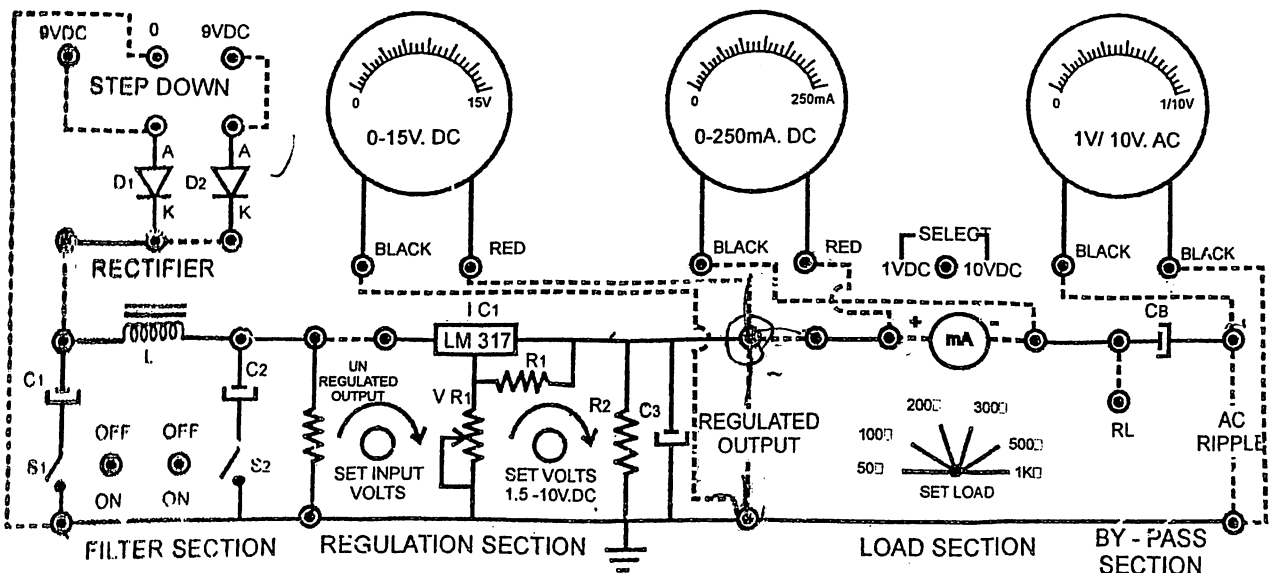 9VDC 0 9VDC
STEP DOWN
A A
D1 D2
K K
RECTIFIER
0 15V
0-15V. DC
BLACK RED
0 250mA
0-250mA. DC
BLACK RED
SELECT
1VDC 10VDC
0 1/10V
1V/ 10V. AC
BLACK BLACK
L
C1 C2
OFF OFF
S1 S2
ON ON
FILTER SECTION
I C1
LM 317
R1
UN
REGULATED
OUTPUT
V R1
R2 C3
SET INPUT
VOLTS
SET VOLTS
1.5 -10V.DC
REGULATION SECTION
REGULATED
OUTPUT
+ mA -
CB
RL
200□ 300□
100□ 500□
50□ 1K□
SET LOAD
LOAD SECTION
AC
RIPPLE
BY - PASS
SECTION